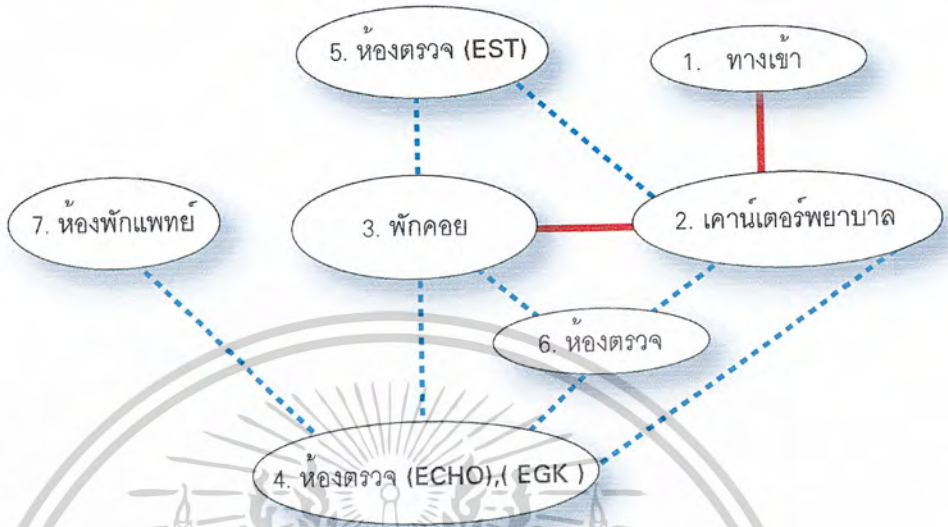 5. ห้องตรวจ (EST)
1. ทางเข้า
7. ห้องพักแพทย์
3. พักคอย
2. เคาน์เตอร์พยาบาล
6. ห้องตรวจ
4. ห้องตรวจ (ECHO),( EGK )